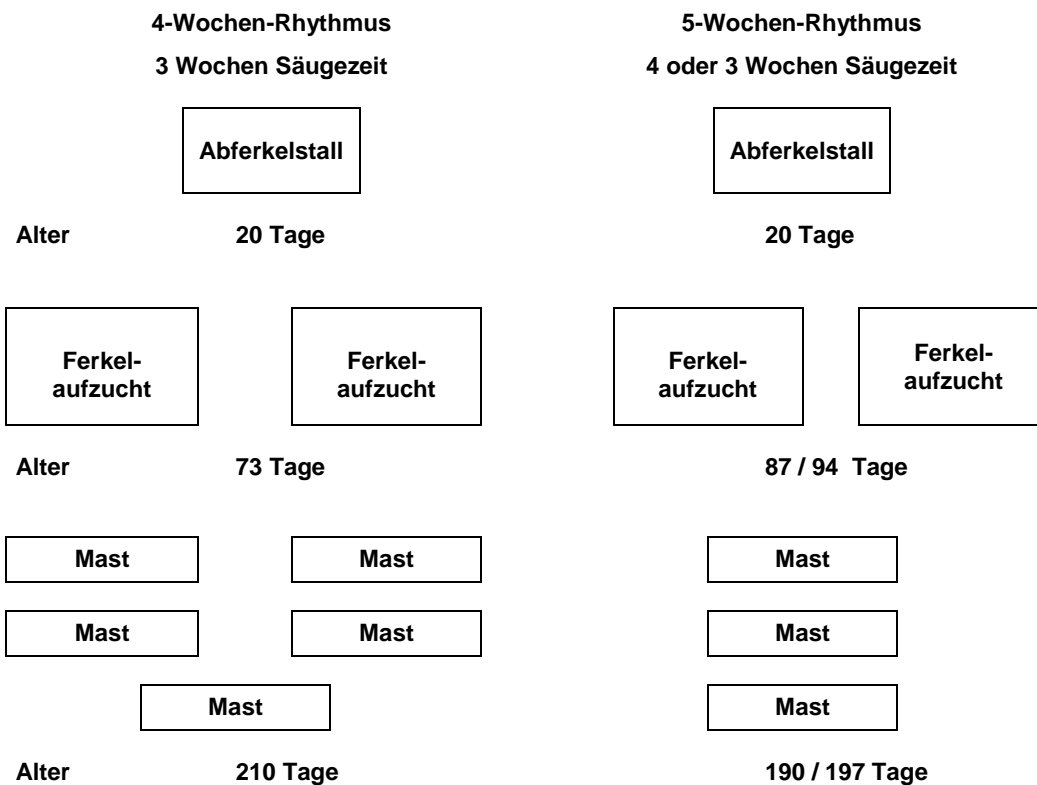 4-Wochen-Rhythmus 5-Wochen-Rhythmus
3 Wochen Säugezeit 4 oder 3 Wochen Säugezeit
Abferkelstall Abferkelstall
Alter 20 Tage 20 Tage
Ferkel-
aufzucht
Ferkel-
aufzucht
Ferkel-
aufzucht
Ferkel-
aufzucht
Alter 73 Tage 87 / 94 Tage
Mast Mast Mast
Mast Mast Mast
Mast Mast
Alter 210 Tage 190 / 197 Tage